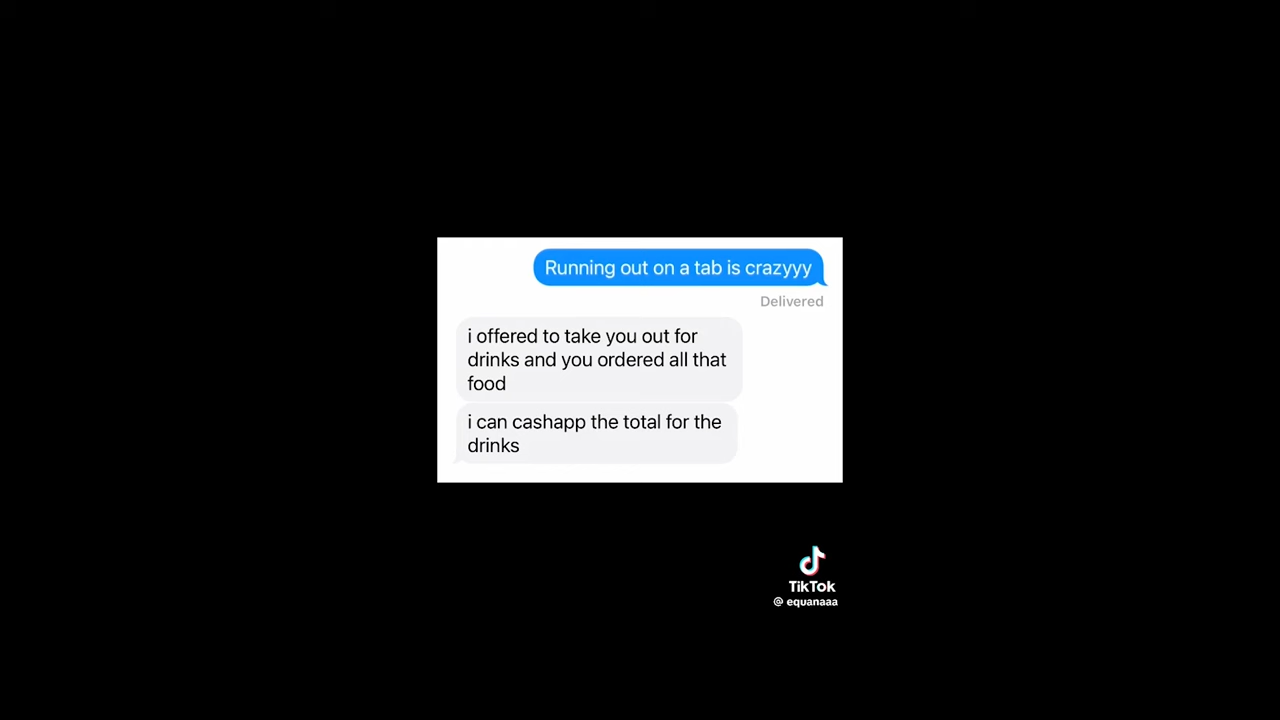 Running out on a tab is crazyyy
Delivered
i offered to take you out for
drinks and you ordered all that
food
i can cashapp the total for the
drinks
TikTok
@ equanaaa